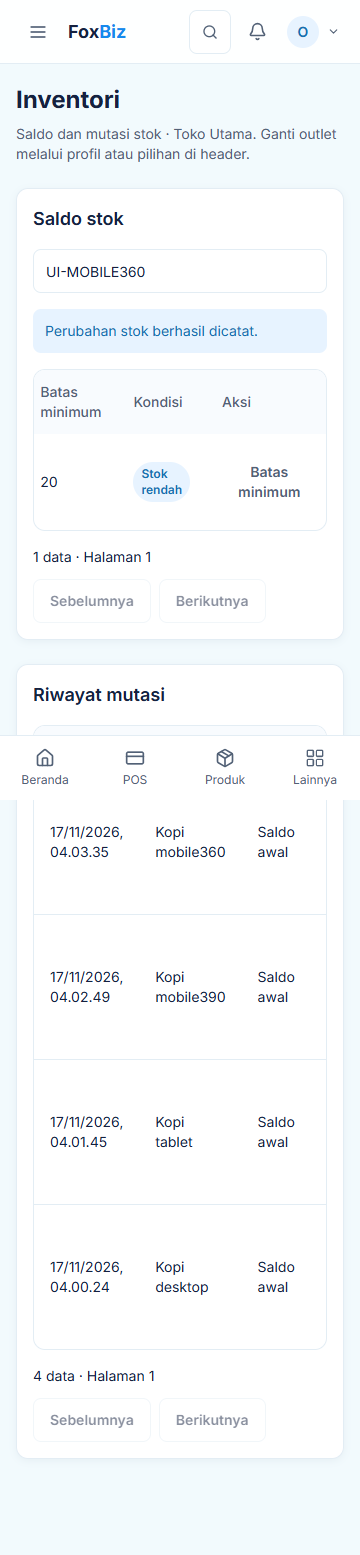 FoxBiz
O
Inventori
Saldo dan mutasi stok · Toko Utama. Ganti outlet
melalui profil atau pilihan di header.
Saldo stok
UI-MOBILE360
Perubahan stok berhasil dicatat.
Batas
minimum
Kondisi
Aksi
20
Stok
rendah
Batas
minimum
1 data · Halaman 1
Sebelumnya
Berikutnya
Riwayat mutasi
Beranda
POS
Produk
Lainnya
17/11/2026,
04.03.35
Kopi
mobile360
Saldo
awal
17/11/2026,
04.02.49
Kopi
mobile390
Saldo
awal
17/11/2026,
04.01.45
Kopi
tablet
Saldo
awal
17/11/2026,
04.00.24
Kopi
desktop
Saldo
awal
4 data · Halaman 1
Sebelumnya
Berikutnya